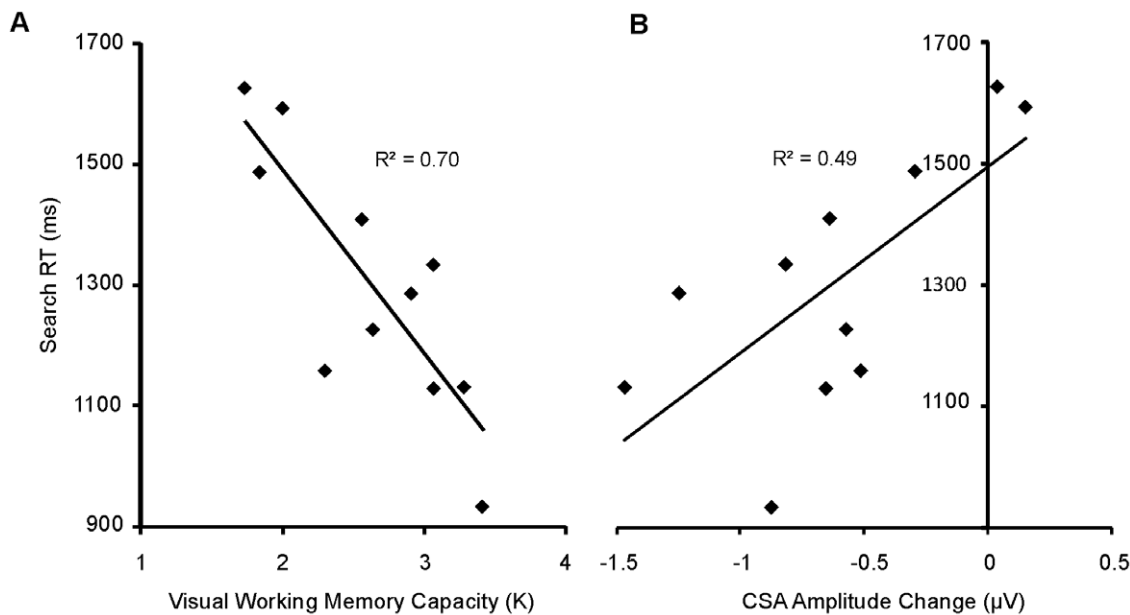 A
Search RT (ms)
1700
1500
1300
1100
900
R² = 0.70
1
2
3
4
Visual Working Memory Capacity (K)
B
1700
1500
1300
1100
R² = 0.49
-1.5
-1
-0.5
0
0.5
CSA Amplitude Change (µV)